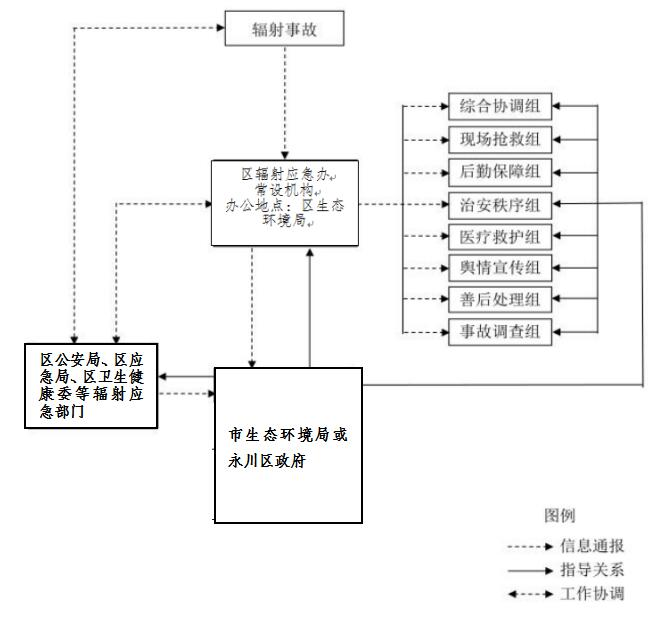 辐射事故
综合协调组
现场抢救组
后勤保障组
治安秩序组
医疗救护组
舆情宣传组
善后处理组
事故调查组
区辐射应急办
常设机构
办公地点：区生态
环境局
区公安局、区应
急局、区卫生健
康委等辐射应
急部门
市生态环境局或
永川区政府
图例
信息通报
指导关系
工作协调